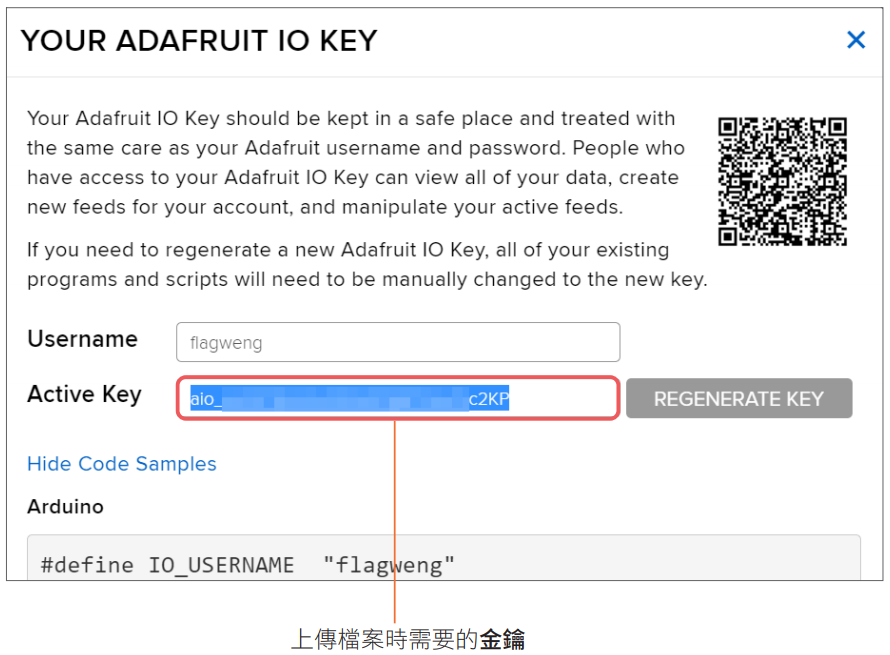 YOUR ADAFRUIT IO KEY
Your Adafruit IO Key should be kept in a safe place and treated with
the same care as your Adafruit username and password. People who
have access to your Adafruit IO Key can view all of your data, create
new feeds for your account, and manipulate your active feeds.
If you need to regenerate a new Adafruit IO Key, all of your existing
programs and scripts will need to be manually changed to the new key.
Username
flagweng
Active Key
aio_ c2KP
REGENERATE KEY
Hide Code Samples
Arduino
#define IO_USERNAME "flagweng"
上傳檔案時需要的金鑰